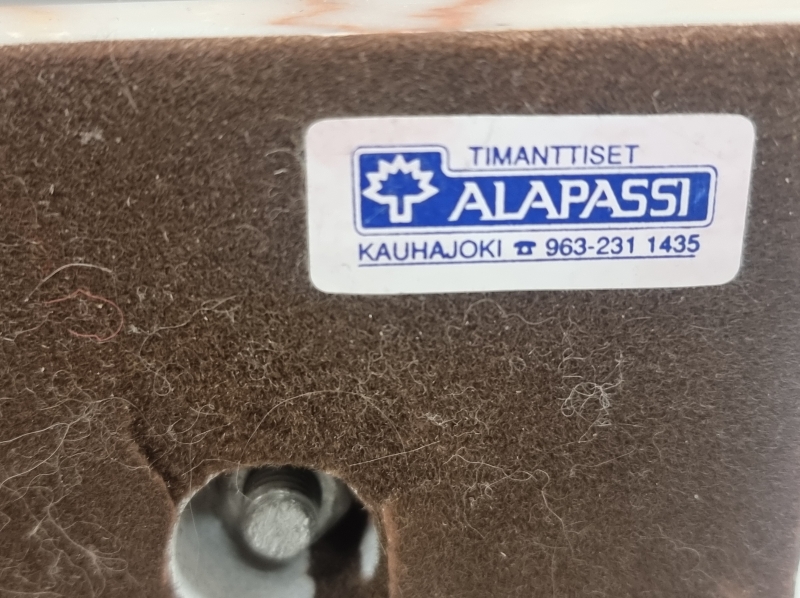 TIMANTTISET
ALAPASSI
KAUHAJOKI ☎ 963-231 1435